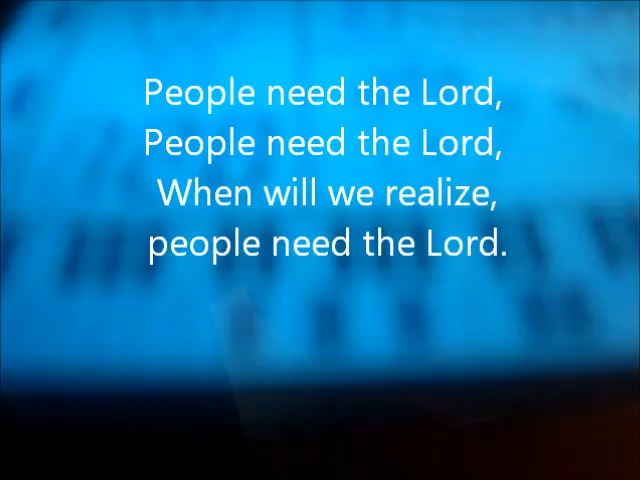 People need the Lord,
People need the Lord,
When will we realize,
people need the Lord.